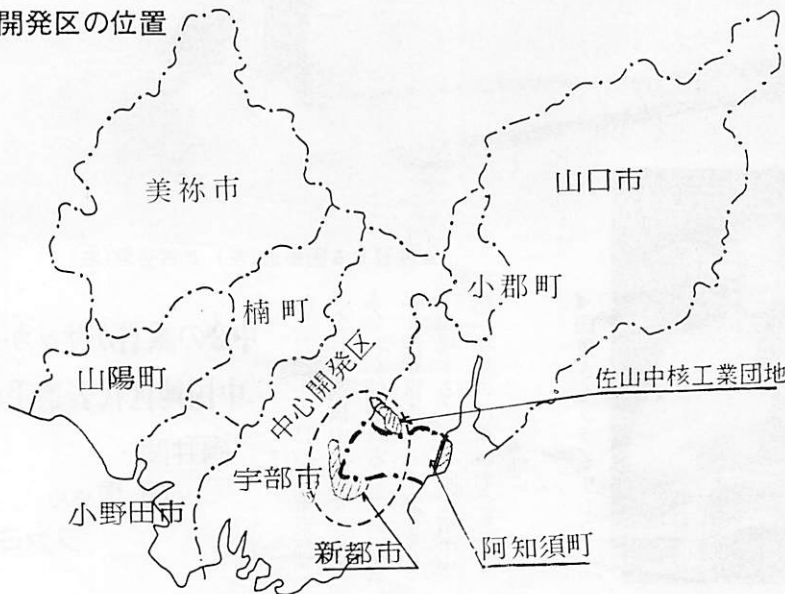 開発区の位置
美祢市
山口市
小郡町
楠町
山陽町
中心開発区
佐山中核工業団地
宇部市
小野田市
新都市
阿知須町